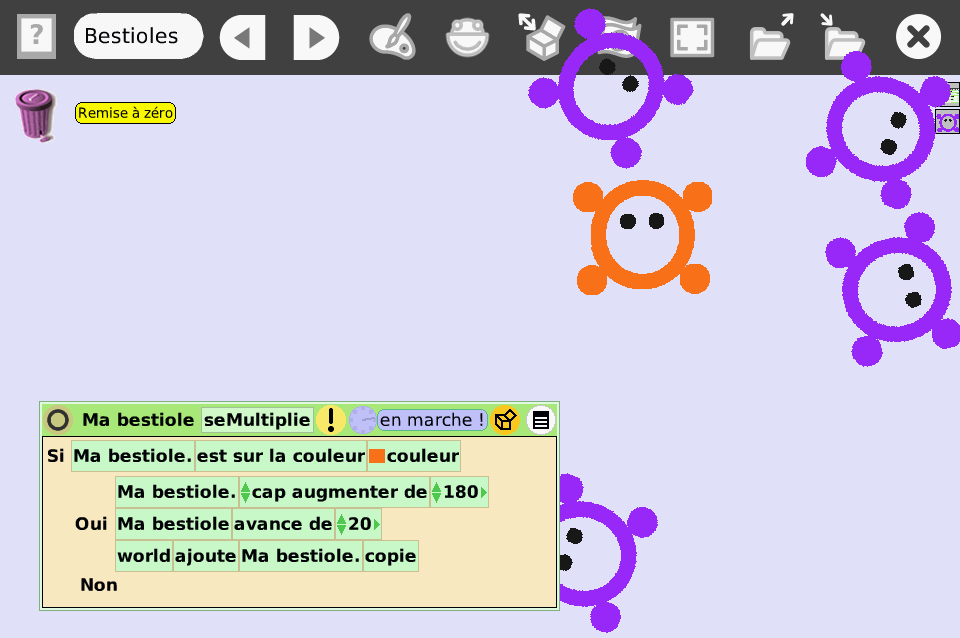 ?
Bestioles
Remise à zéro
Ma bestiole seMultiplie ! en marche !
Si Ma bestiole. est sur la couleur couleur
Ma bestiole. cap augmenter de 180
Oui Ma bestiole avance de 20
world ajoute Ma bestiole. copie
Non